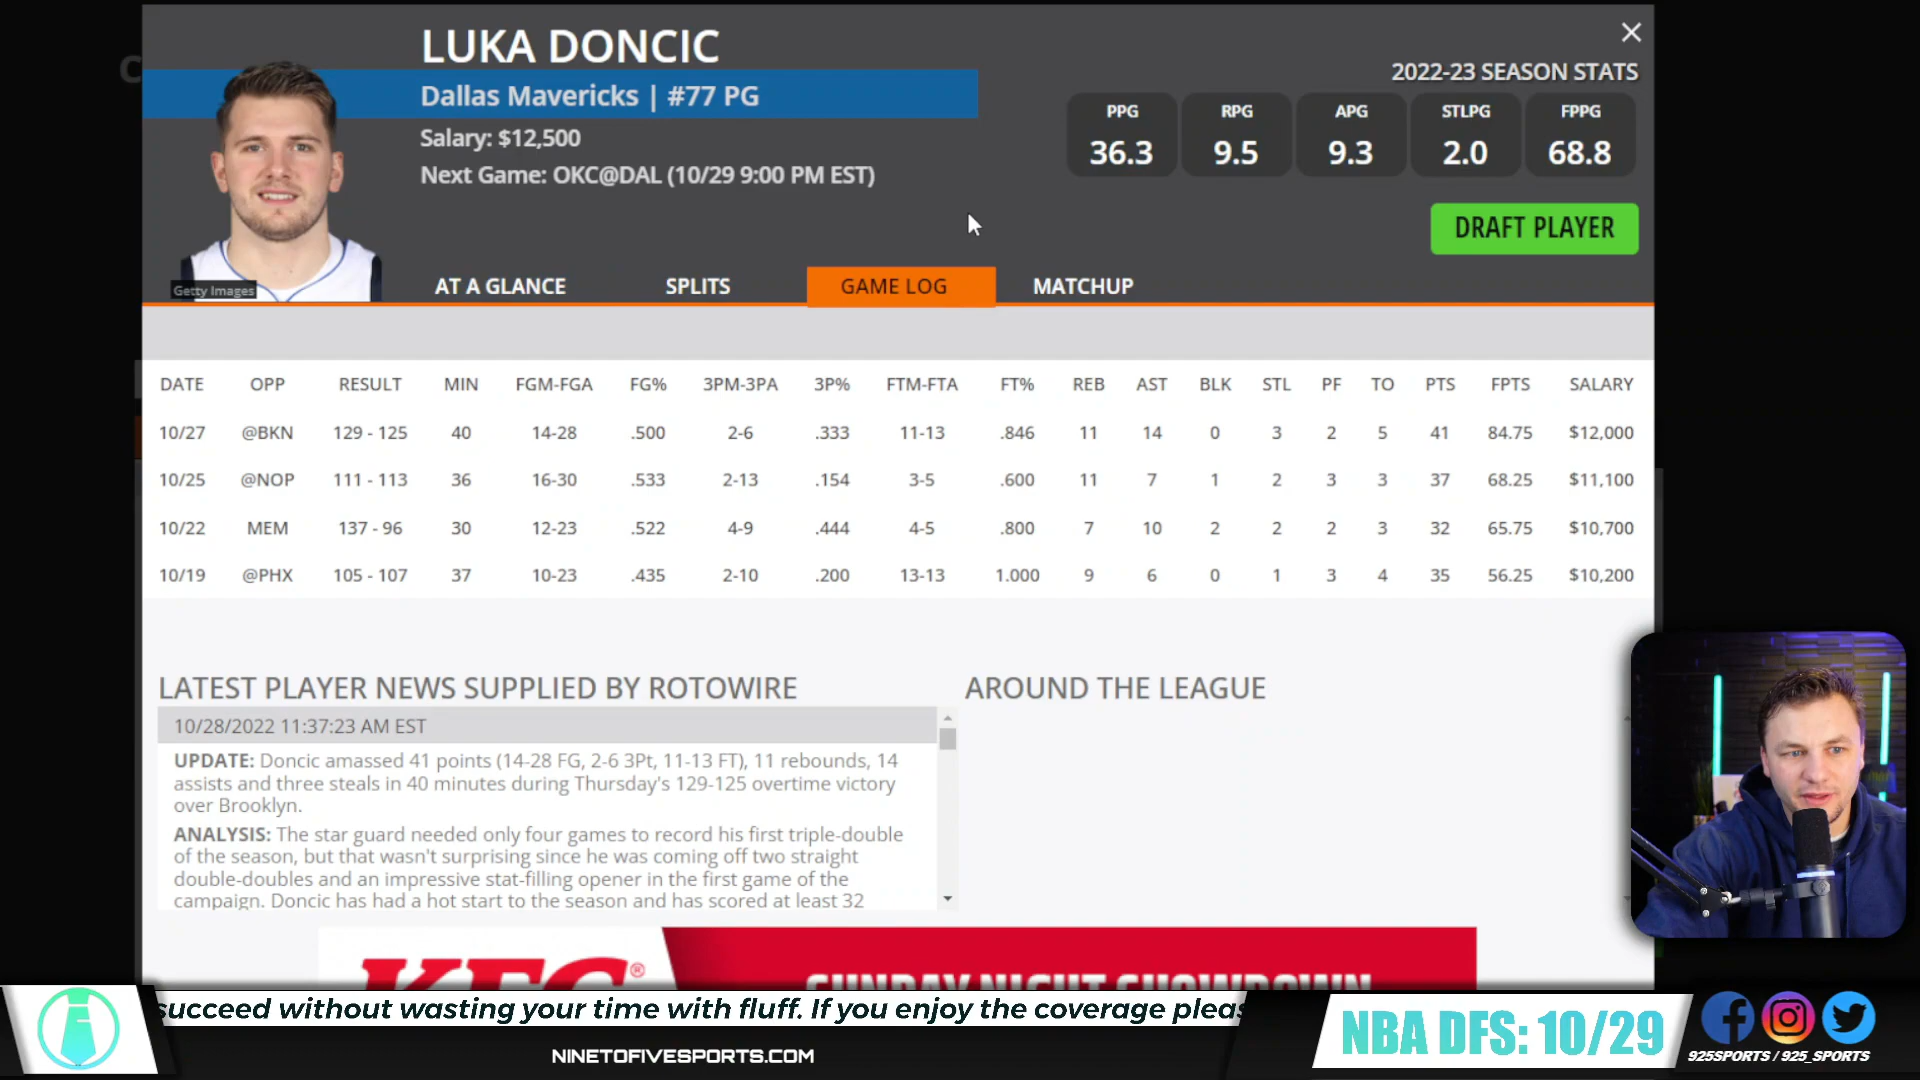 LUKA DONCIC
Dallas Mavericks | #77 PG
Salary: $12,500
Next Game: OKC@DAL (10/29 9:00 PM EST)
Getty Images
2022-23 SEASON STATS
PPG RPG APG STLPG FPPG
36.3 9.5 9.3 2.0 68.8
DRAFT PLAYER
AT A GLANCE SPLITS GAME LOG MATCHUP
DATE OPP RESULT MIN FGM-FGA FG% 3PM-3PA 3P% FTM-FTA FT% REB AST BLK STL PF TO PTS FPTS SALARY
10/27 @BKN 129 - 125 40 14-28 .500 2-6 .333 11-13 .846 11 14 0 3 2 5 41 84.75 $12,000
10/25 @NOP 111 - 113 36 16-30 .533 2-13 .154 3-5 .600 11 7 1 2 3 3 37 68.25 $11,100
10/22 MEM 137 - 96 30 12-23 .522 4-9 .444 4-5 .800 7 10 2 2 2 3 32 65.75 $10,700
10/19 @PHX 105 - 107 37 10-23 .435 2-10 .200 13-13 1.000 9 6 0 1 3 4 35 56.25 $10,200
LATEST PLAYER NEWS SUPPLIED BY ROTOWIRE
AROUND THE LEAGUE
10/28/2022 11:37:23 AM EST
UPDATE: Doncic amassed 41 points (14-28 FG, 2-6 3Pt, 11-13 FT), 11 rebounds, 14
assists and three steals in 40 minutes during Thursday's 129-125 overtime victory
over Brooklyn.
ANALYSIS: The star guard needed only four games to record his first triple-double
of the season, but that wasn't surprising since he was coming off two straight
double-doubles and an impressive stat-filling opener in the first game of the
campaign. Doncic has had a hot start to the season and has scored at least 32
KFC®
SUNDAY NIGHT SHOWDOWN
succeed without wasting your time with fluff. If you enjoy the coverage pleas
NINETOFIVESPORTS.COM
NBA DFS: 10/29
925SPORTS / 925_SPORTS